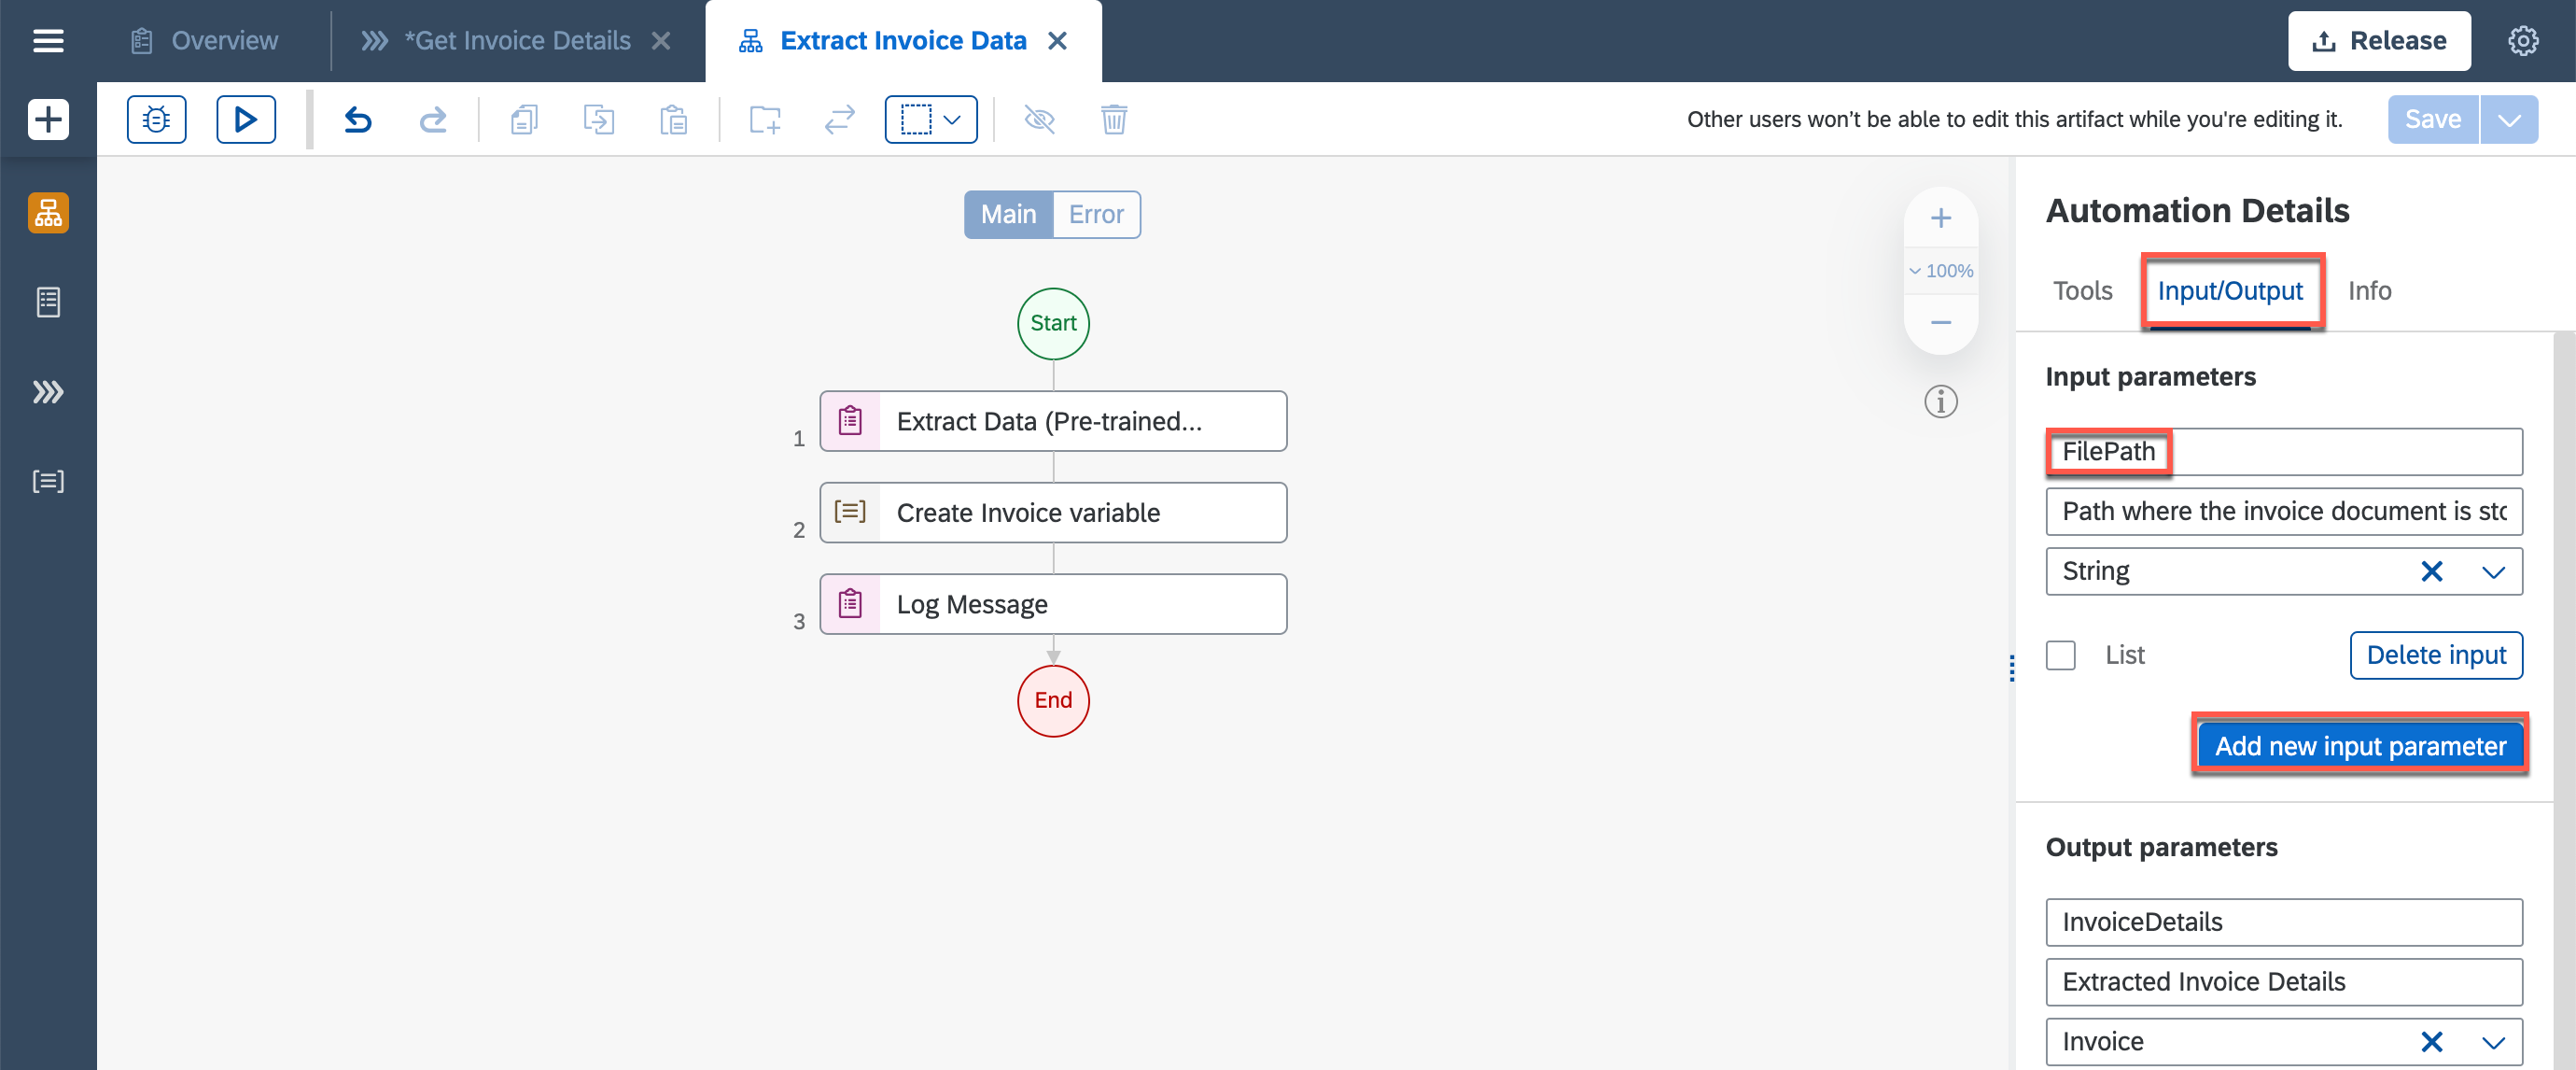 Overview
*Get Invoice Details
Extract Invoice Data
Release
Other users won't be able to edit this artifact while you're editing it.
Save
Main
Error
100%
Start
1
Extract Data (Pre-trained...
2
Create Invoice variable
3
Log Message
End
Automation Details
Tools
Input/Output
Info
Input parameters
FilePath
Path where the invoice document is stc
String
List
Delete input
Add new input parameter
Output parameters
InvoiceDetails
Extracted Invoice Details
Invoice